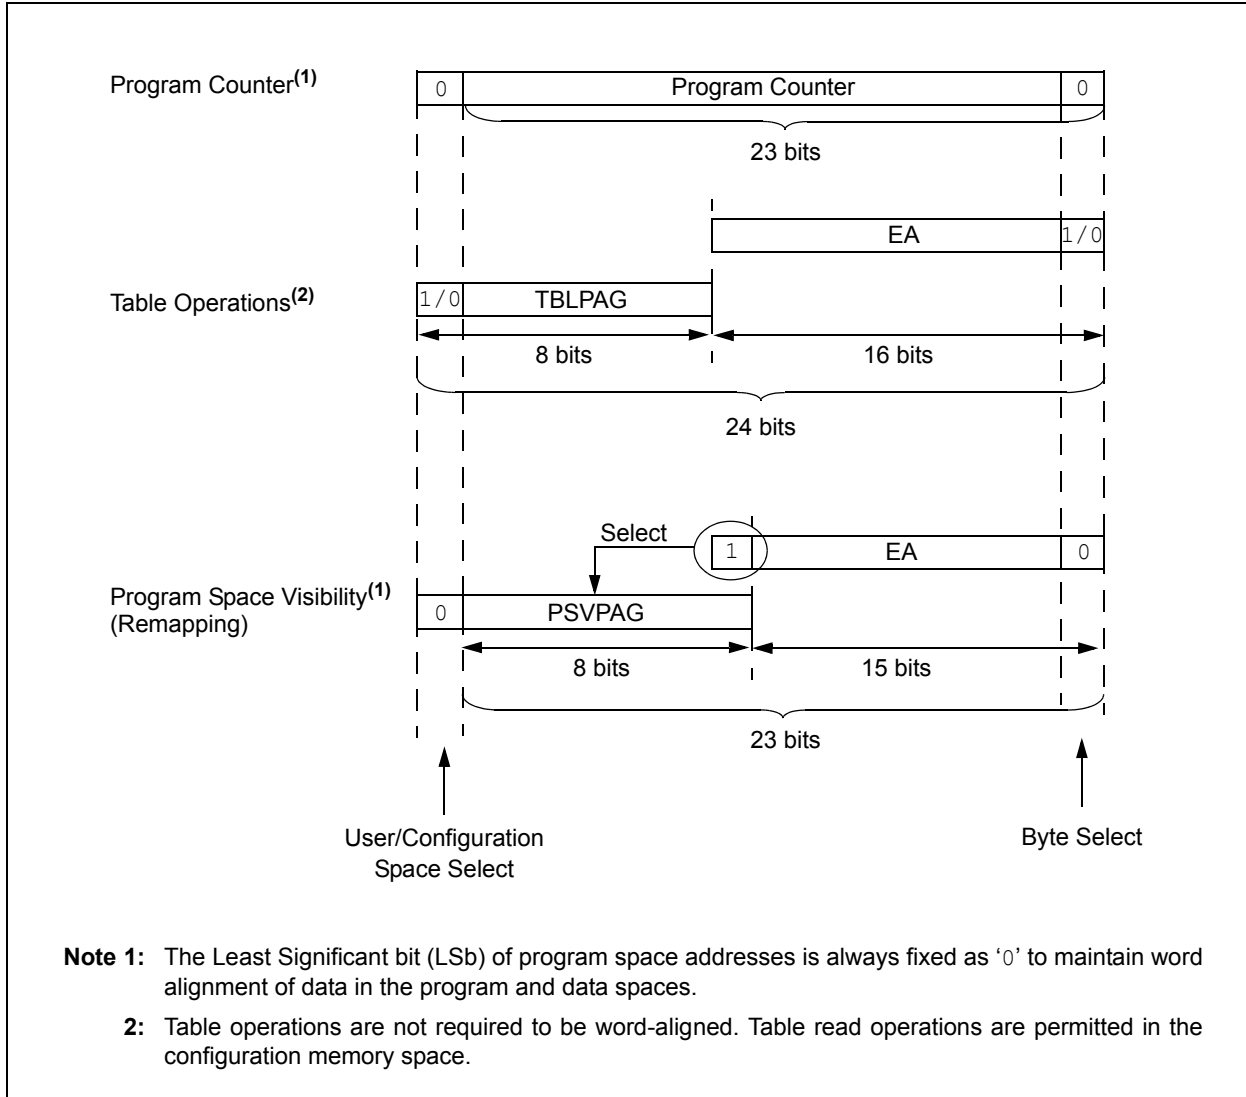 Program Counter(1)
0 Program Counter 0
23 bits
EA 1/0
Table Operations(2)
1/0 TBLPAG
8 bits 16 bits
24 bits
Select
1 EA 0
Program Space Visibility(1)
(Remapping)
0 PSVPAG
8 bits 15 bits
23 bits
User/Configuration
Space Select
Byte Select
Note 1: The Least Significant bit (LSb) of program space addresses is always fixed as ‘0’ to maintain word
alignment of data in the program and data spaces.
2: Table operations are not required to be word-aligned. Table read operations are permitted in the
configuration memory space.